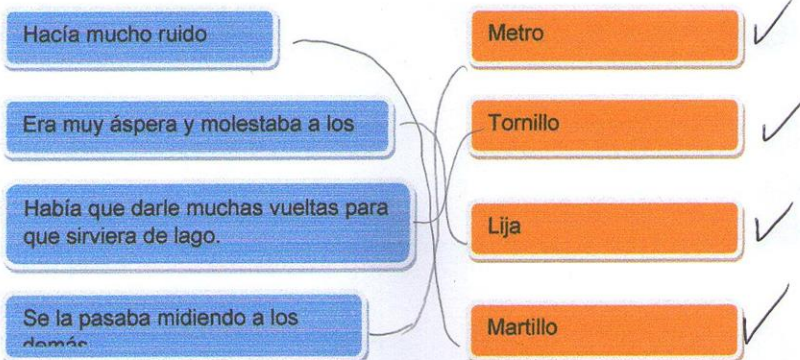 Hacía mucho ruido
Metro
Era muy áspera y molestaba a los
Tornillo
Había que darle muchas vueltas para
que sirviera de lago.
Lija
Se la pasaba midiendo a los
demás
Martillo